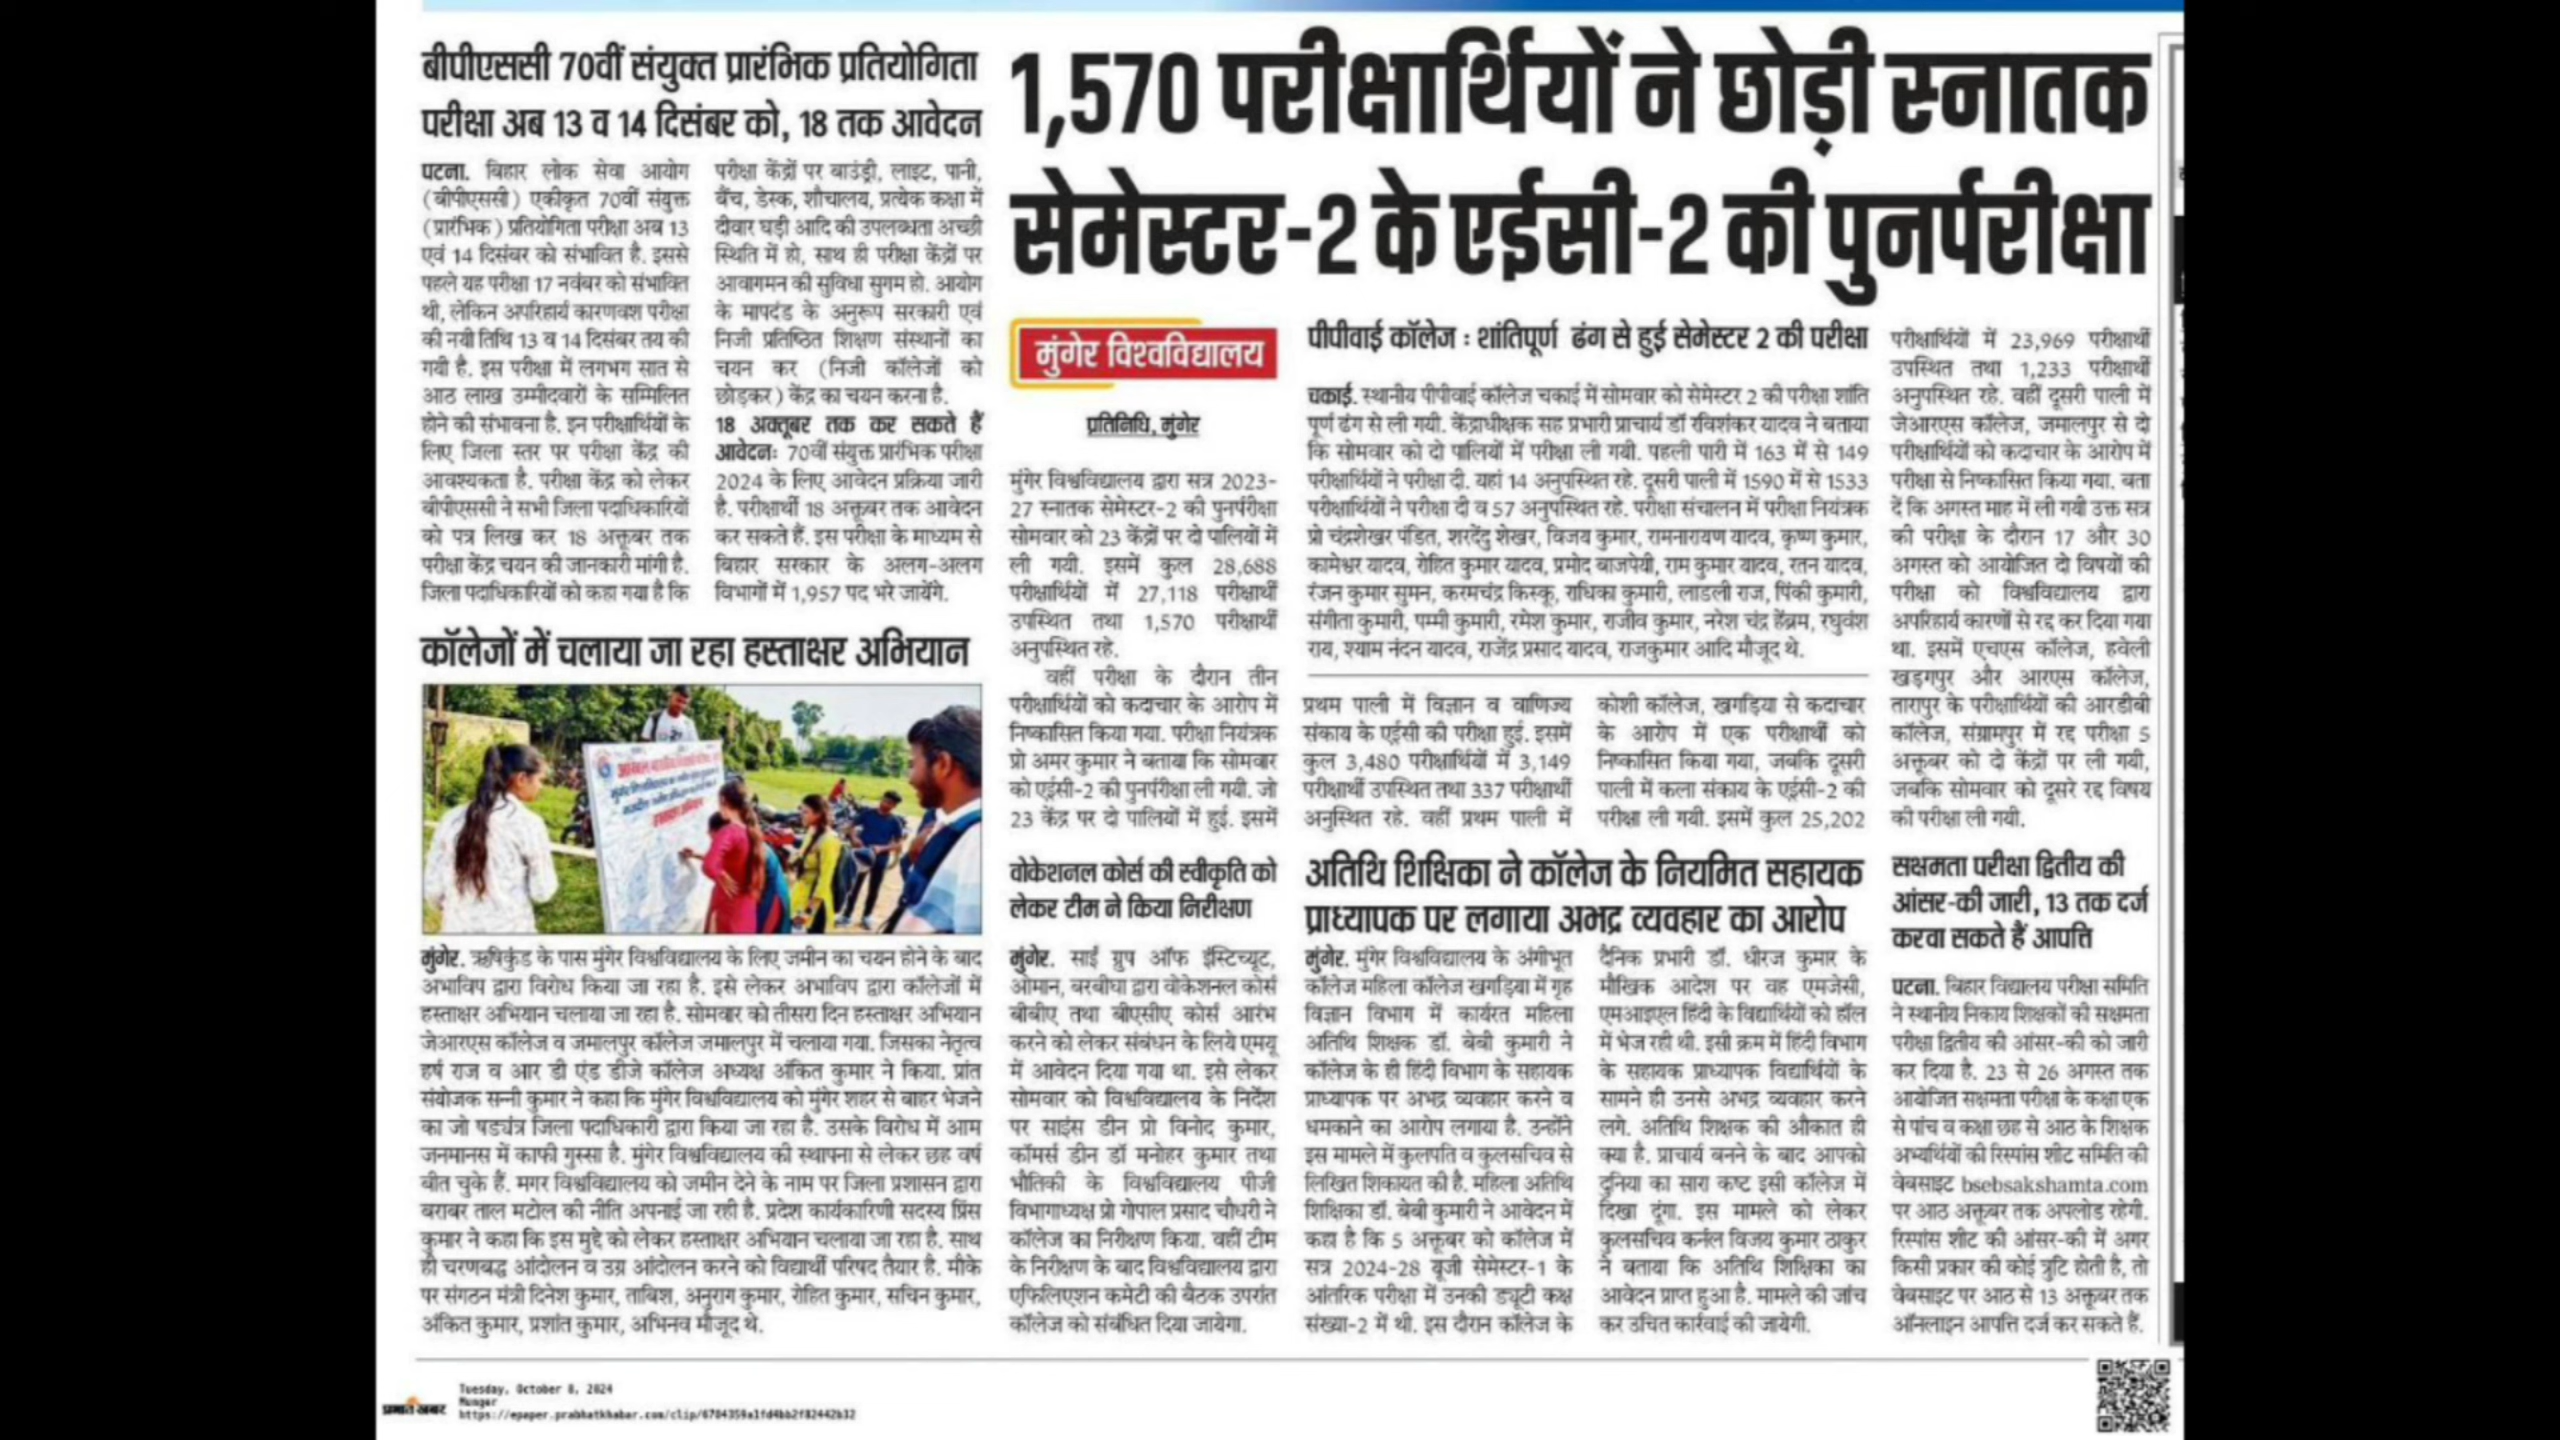 बीपीएससी 70वीं संयुक्त प्रारंभिक प्रतियोगिता
परीक्षा अब 13 व 14 दिसंबर को, 18 तक आवेदन
पटना. बिहार लोक सेवा आयोग
(बीपीएससी) एकीकृत 70वीं संयुक्त
(प्रारंभिक) प्रतियोगिता परीक्षा अब 13
एवं 14 दिसंबर को संभावित है. इससे
पहले यह परीक्षा 17 नवंबर को संभावित
थी, लेकिन अपरिहार्य कारणवश परीक्षा
की नयी तिथि 13 व 14 दिसंबर तय की
गयी है. इस परीक्षा में लगभग सात से
आठ लाख उम्मीदवारों के सम्मिलित
होने की संभावना है. इन परीक्षार्थियों के
लिए जिला स्तर पर परीक्षा केंद्र की
आवश्यकता है. परीक्षा केंद्र को लेकर
बीपीएससी ने सभी जिला पदाधिकारियों
को पत्र लिख कर 18 अक्तूबर तक
परीक्षा केंद्र चयन की जानकारी मांगी है.
जिला पदाधिकारियों को कहा गया है कि
परीक्षा केंद्रों पर बाउंड्री, लाइट, पानी,
बैंच, डेस्क, शौचालय, प्रत्येक कक्षा में
दीवार घड़ी आदि की उपलब्धता अच्छी
स्थिति में हो, साथ ही परीक्षा केंद्रों पर
आवागमन की सुविधा सुगम हो. आयोग
के मापदंड के अनुरूप सरकारी एवं
निजी प्रतिष्ठित शिक्षण संस्थानों का
चयन कर (निजी कॉलेजों को
छोड़कर) केंद्र का चयन करना है.
18 अक्तूबर तक कर सकते हैं
आवेदनः 70वीं संयुक्त प्रारंभिक परीक्षा
2024 के लिए आवेदन प्रक्रिया जारी
है. परीक्षार्थी 18 अक्तूबर तक आवेदन
कर सकते हैं. इस परीक्षा के माध्यम से
बिहार सरकार के अलग-अलग
विभागों में 1,957 पद भरे जायेंगे.
कॉलेजों में चलाया जा रहा हस्ताक्षर अभियान
मुंगेर. ऋषिकुंड के पास मुंगेर विश्वविद्यालय के लिए जमीन का चयन होने के बाद
अभाविप द्वारा विरोध किया जा रहा है. इसे लेकर अभाविप द्वारा कॉलेजों में
हस्ताक्षर अभियान चलाया जा रहा है. सोमवार को तीसरा दिन हस्ताक्षर अभियान
जेआरएस कॉलेज व जमालपुर कॉलेज जमालपुर में चलाया गया. जिसका नेतृत्व
हर्ष राज व आर डी एंड डीजे कॉलेज अध्यक्ष अंकित कुमार ने किया. प्रांत
संयोजक सन्नी कुमार ने कहा कि मुंगेर विश्वविद्यालय को मुंगेर शहर से बाहर भेजने
का जो षडयंत्र जिला पदाधिकारी द्वारा किया जा रहा है. उसके विरोध में आम
जनमानस में काफी गुस्सा है. मुंगेर विश्वविद्यालय की स्थापना से लेकर छह वर्ष
बीत चुके हैं. मगर विश्वविद्यालय को जमीन देने के नाम पर जिला प्रशासन द्वारा
बराबर ताल मटोल की नीति अपनाई जा रही है. प्रदेश कार्यकारिणी सदस्य प्रिंस
कुमार ने कहा कि इस मुद्दे को लेकर हस्ताक्षर अभियान चलाया जा रहा है. साथ
ही चरणबद्ध आंदोलन व उग्र आंदोलन करने को विद्यार्थी परिषद तैयार है. मौके
पर संगठन मंत्री दिनेश कुमार, ताबिश, अनुराग कुमार, रोहित कुमार, सचिन कुमार,
अंकित कुमार, प्रशांत कुमार, अभिनव मौजूद थे.
1,570 परीक्षार्थियों ने छोड़ी स्नातक
सेमेस्टर-2 के एईसी-2 की पुनर्परीक्षा
मुंगेर विश्वविद्यालय
प्रतिनिधि, मुंगेर
मुंगेर विश्वविद्यालय द्वारा सत्र 2023-
27 स्नातक सेमेस्टर-2 की पुनर्परीक्षा
सोमवार को 23 केंद्रों पर दो पालियों में
ली गयी. इसमें कुल 28,688
परीक्षार्थियों में 27,118 परीक्षार्थी
उपस्थित तथा 1,570 परीक्षार्थी
अनुपस्थित रहे.
वहीं परीक्षा के दौरान तीन
परीक्षार्थियों को कदाचार के आरोप में
निष्कासित किया गया. परीक्षा नियंत्रक
प्रो अमर कुमार ने बताया कि सोमवार
को एईसी-2 की पुनर्परीक्षा ली गयी. जो
23 केंद्र पर दो पालियों में हुई. इसमें
पीपीवाई कॉलेज : शांतिपूर्ण ढंग से हुई सेमेस्टर 2 की परीक्षा
चकाई. स्थानीय पीपीवाई कॉलेज चकाई में सोमवार को सेमेस्टर 2 की परीक्षा शांति
पूर्ण ढंग से ली गयी. केंद्राधीक्षक सह प्रभारी प्राचार्य डॉ रविशंकर यादव ने बताया
कि सोमवार को दो पालियों में परीक्षा ली गयी. पहली पारी में 163 में से 149
परीक्षार्थियों ने परीक्षा दी. यहां 14 अनुपस्थित रहे. दूसरी पाली में 1590 में से 1533
परीक्षार्थियों ने परीक्षा दी व 57 अनुपस्थित रहे. परीक्षा संचालन में परीक्षा नियंत्रक
प्रो चंद्रशेखर पंडित, शरदेंदु शेखर, विजय कुमार, रामनारायण यादव, कृष्ण कुमार,
कामेश्वर यादव, रोहित कुमार यादव, प्रमोद बाजपेयी, राम कुमार यादव, रतन यादव,
रंजन कुमार सुमन, करमचंद्र किस्कू, राधिका कुमारी, लाडली राज, पिंकी कुमारी,
संगीता कुमारी, पम्मी कुमारी, रमेश कुमार, राजीव कुमार, नरेश चंद्र हेंब्रम, रघुवंश
राय, श्याम नंदन यादव, राजेंद्र प्रसाद यादव, राजकुमार आदि मौजूद थे.
प्रथम पाली में विज्ञान व वाणिज्य
संकाय के एईसी की परीक्षा हुई. इसमें
कुल 3,480 परीक्षार्थियों में 3,149
परीक्षार्थी उपस्थित तथा 337 परीक्षार्थी
अनुस्थित रहे. वहीं प्रथम पाली में
कोशी कॉलेज, खगड़िया से कदाचार
के आरोप में एक परीक्षार्थी को
निष्कासित किया गया, जबकि दूसरी
पाली में कला संकाय के एईसी-2 की
परीक्षा ली गयी. इसमें कुल 25,202
परीक्षार्थियों में 23,969 परीक्षार्थी
उपस्थित तथा 1,233 परीक्षार्थी
अनुपस्थित रहे. वहीं दूसरी पाली में
जेआरएस कॉलेज, जमालपुर से दो
परीक्षार्थियों को कदाचार के आरोप में
परीक्षा से निष्कासित किया गया. बता
दें कि अगस्त माह में ली गयी उक्त सत्र
की परीक्षा के दौरान 17 और 30
अगस्त को आयोजित दो विषयों की
परीक्षा को विश्वविद्यालय द्वारा
अपरिहार्य कारणों से रद्द कर दिया गया
था. इसमें एचएस कॉलेज, हवेली
खड़गपुर और आरएस कॉलेज,
तारापुर के परीक्षार्थियों की आरडीबी
कॉलेज, संग्रामपुर में रद्द परीक्षा 5
अक्तूबर को दो केंद्रों पर ली गयी,
जबकि सोमवार को दूसरे रद्द विषय
की परीक्षा ली गयी.
वोकेशनल कोर्स की स्वीकृति को
लेकर टीम ने किया निरीक्षण
मुंगेर. साईं ग्रुप ऑफ इंस्टिच्यूट,
ओमान, बरबीघा द्वारा वोकेशनल कोर्स
बीबीए तथा बीएसीए कोर्स आरंभ
करने को लेकर संबंधन के लिये एमयू
में आवेदन दिया गया था. इसे लेकर
सोमवार को विश्वविद्यालय के निर्देश
पर साइंस डीन प्रो विनोद कुमार,
कॉमर्स डीन डॉ मनोहर कुमार तथा
भौतिकी के विश्वविद्यालय पीजी
विभागाध्यक्ष प्रो गोपाल प्रसाद चौधरी ने
कॉलेज का निरीक्षण किया. वहीं टीम
के निरीक्षण के बाद विश्वविद्यालय द्वारा
एफिलिएशन कमेटी की बैठक उपरांत
कॉलेज को संबंधित दिया जायेगा.
अतिथि शिक्षिका ने कॉलेज के नियमित सहायक
प्राध्यापक पर लगाया अभद्र व्यवहार का आरोप
मुंगेर. मुंगेर विश्वविद्यालय के अंगीभूत
कॉलेज महिला कॉलेज खगड़िया में गृह
विज्ञान विभाग में कार्यरत महिला
अतिथि शिक्षक डॉ. बेबी कुमारी ने
कॉलेज के ही हिंदी विभाग के सहायक
प्राध्यापक पर अभद्र व्यवहार करने व
धमकाने का आरोप लगाया है. उन्होंने
इस मामले में कुलपति व कुलसचिव से
लिखित शिकायत की है. महिला अतिथि
शिक्षिका डॉ. बेबी कुमारी ने आवेदन में
कहा है कि 5 अक्तूबर को कॉलेज में
सत्र 2024-28 यूजी सेमेस्टर-1 के
आंतरिक परीक्षा में उनकी ड्यूटी कक्ष
संख्या-2 में थी. इस दौरान कॉलेज के
दैनिक प्रभारी डॉ. धीरज कुमार के
मौखिक आदेश पर वह एमजेसी,
एमआइएल हिंदी के विद्यार्थियों को हॉल
में भेज रही थी. इसी क्रम में हिंदी विभाग
के सहायक प्राध्यापक विद्यार्थियों के
सामने ही उनसे अभद्र व्यवहार करने
लगे. अतिथि शिक्षक की औकात ही
क्या है. प्राचार्य बनने के बाद आपको
दुनिया का सारा कष्ट इसी कॉलेज में
दिखा दूंगा. इस मामले को लेकर
कुलसचिव कर्नल विजय कुमार ठाकुर
ने बताया कि अतिथि शिक्षिका का
आवेदन प्राप्त हुआ है. मामले की जांच
कर उचित कार्रवाई की जायेगी.
सक्षमता परीक्षा द्वितीय की
आंसर-की जारी, 13 तक दर्ज
करवा सकते हैं आपत्ति
पटना. बिहार विद्यालय परीक्षा समिति
ने स्थानीय निकाय शिक्षकों की सक्षमता
परीक्षा द्वितीय की आंसर-की को जारी
कर दिया है. 23 से 26 अगस्त तक
आयोजित सक्षमता परीक्षा के कक्षा एक
से पांच व कक्षा छह से आठ के शिक्षक
अभ्यर्थियों की रिस्पांस शीट समिति की
वेबसाइट bsebsakshamta.com
पर आठ अक्तूबर तक अपलोड रहेगी.
रिस्पांस शीट की आंसर-की में अगर
किसी प्रकार की कोई त्रुटि होती है, तो
वेबसाइट पर आठ से 13 अक्तूबर तक
ऑनलाइन आपत्ति दर्ज कर सकते हैं.
प्रभात खबर
Tuesday, October 8, 2024
Munger
https://epaper.prabhatkhabar.com/clip/6704359a1fd4bb2f82442b32